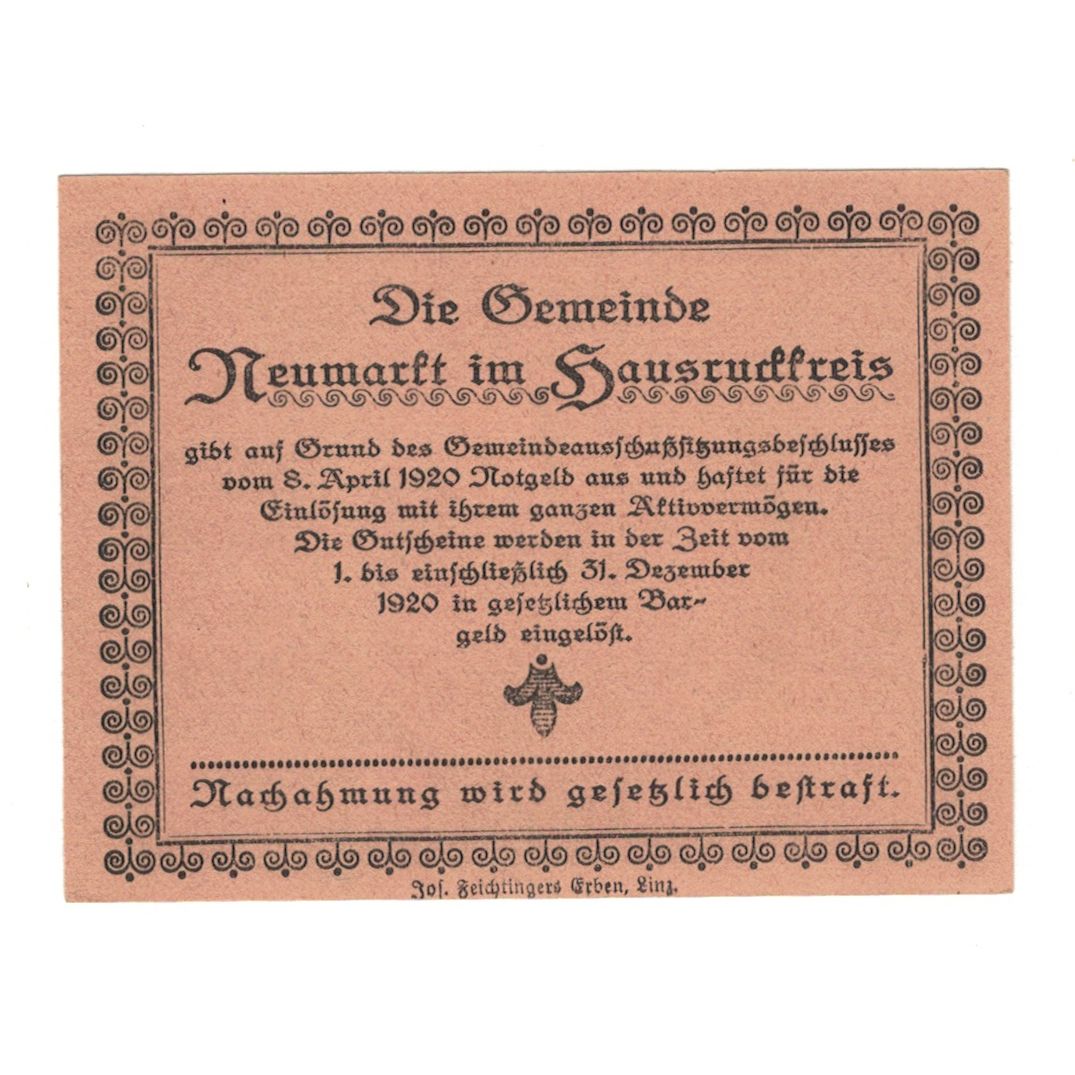 Die Gemeinde
Neumarkt im Hausruckkreis
gibt auf Grund des Gemeindeausschußsitzungsbeschlusses
vom 8. April 1920 Notgeld aus und haftet für die
Einlösung mit ihrem ganzen Aktivvermögen.
Die Gutscheine werden in der Zeit vom
1. bis einschließlich 31. Dezember
1920 in gesetzlichem Bar-
geld eingelöst.
Nachahmung wird gesetzlich bestraft.
Jos. Feichtingers Erben, Linz.